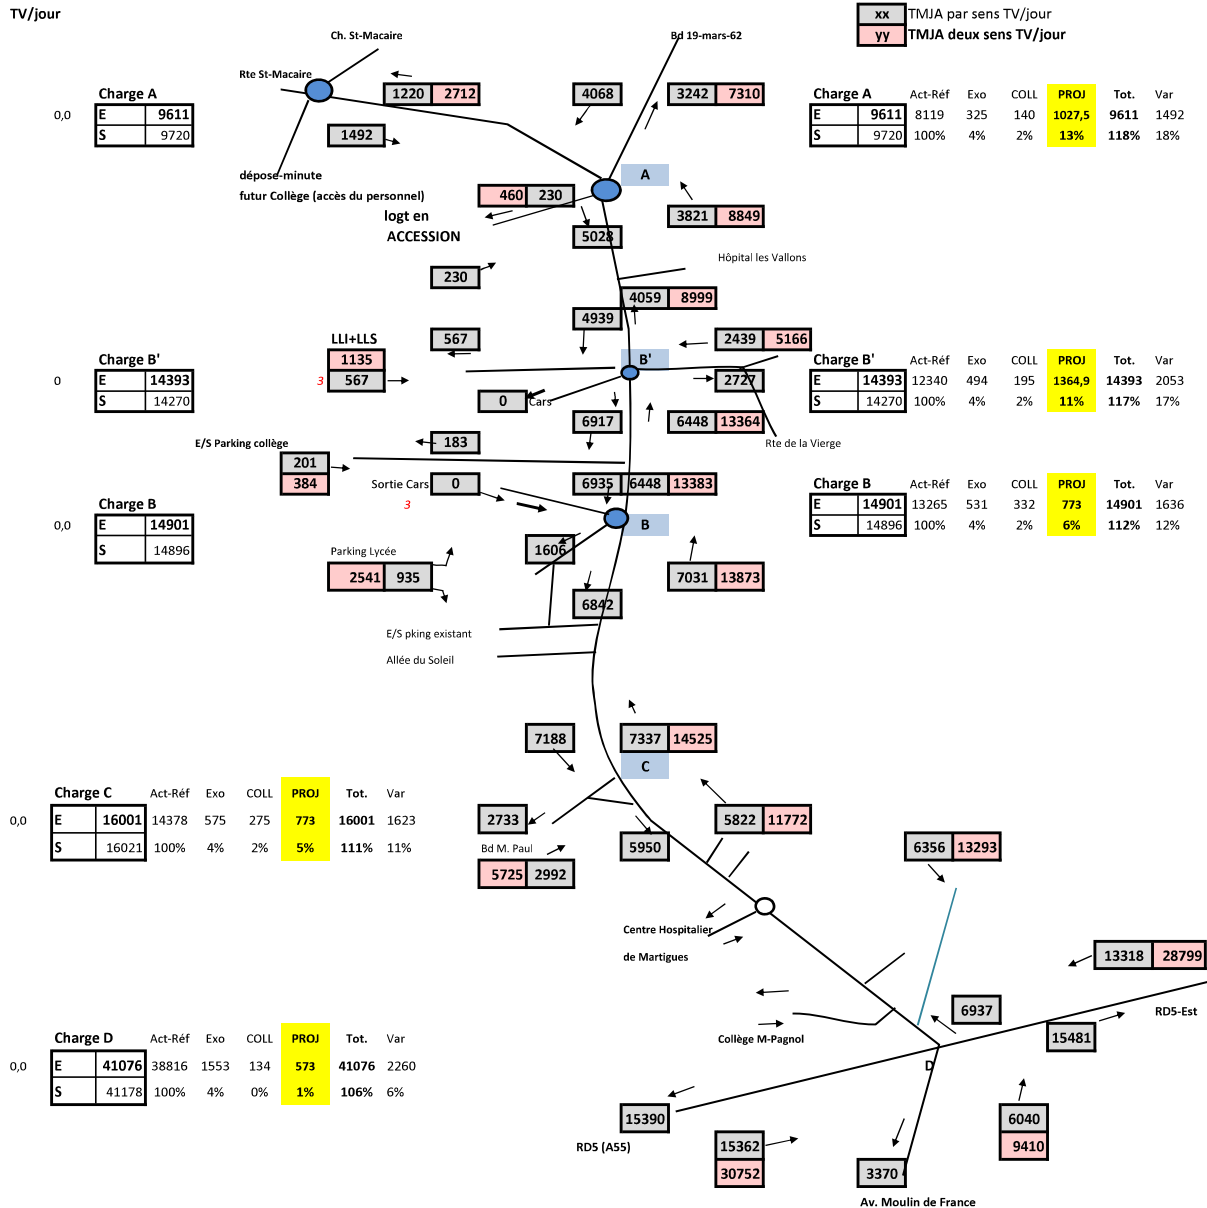 TV/jour
xx TMJA par sens TV/jour
yy TMJA deux sens TV/jour
Ch. St-Macaire
Bd 19-mars-62
Rte St-Macaire
1220 2712
4068
3242 7310
0,0
Charge A
E 9611
S 9720
1492
Charge A Act-Réf Exo COLL PROJ Tot. Var
E 9611 8119 325 140 1027,5 9611 1492
S 9720 100% 4% 2% 13% 118% 18%
dépose-minute
futur Collège (accès du personnel)
A
460 230
logt en
ACCESSION
5028
3821 8849
230
Hôpital les Vallons
4059 8999
4939
LLI+LLS
1135
3 567
567
2439 5166
B'
2727
0
Charge B'
E 14393
S 14270
Charge B' Act-Réf Exo COLL PROJ Tot. Var
E 14393 12340 494 195 1364,9 14393 2053
S 14270 100% 4% 2% 11% 117% 17%
0 Cars
6917
6448 13364
Rte de la Vierge
E/S Parking collège
183
201
384
Sortie Cars 0
3
6935 6448 13383
0,0
Charge B
E 14901
S 14896
B
Charge B Act-Réf Exo COLL PROJ Tot. Var
E 14901 13265 531 332 773 14901 1636
S 14896 100% 4% 2% 6% 112% 12%
1606
Parking Lycée
2541 935
7031 13873
6842
E/S pking existant
Allée du Soleil
7188
7337 14525
C
0,0
Charge C Act-Réf Exo COLL PROJ Tot. Var
E 16001 14378 575 275 773 16001 1623
S 16021 100% 4% 2% 5% 111% 11%
2733
Bd M. Paul
5725 2992
5950
5822 11772
6356 13293
Centre Hospitalier
de Martigues
13318 28799
RD5-Est
6937
15481
Collège M-Pagnol
D
0,0
Charge D Act-Réf Exo COLL PROJ Tot. Var
E 41076 38816 1553 134 573 41076 2260
S 41178 100% 4% 0% 1% 106% 6%
15390
RD5 (A55)
15362
30752
6040
9410
3370
Av. Moulin de France